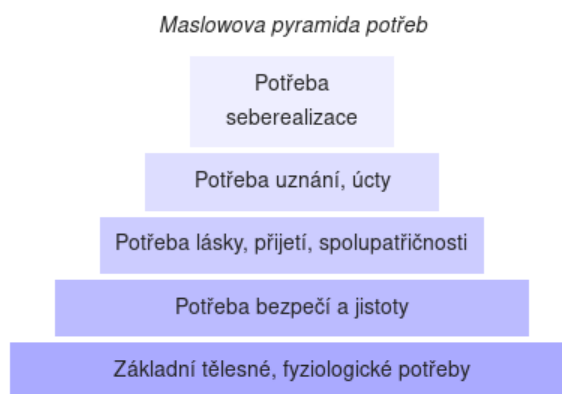 Maslowova pyramida potřeb
Potřeba
seberealizace
Potřeba uznání, úcty
Potřeba lásky, přijetí, spolupatřičnosti
Potřeba bezpečí a jistoty
Základní tělesné, fyziologické potřeby